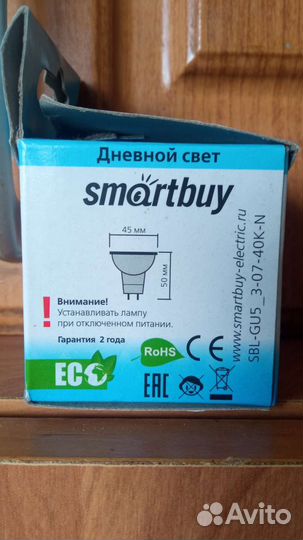 Дневной свет
smartbuy
45 мм
50 мм
Внимание!
Устанавливать лампу
при отключенном питании.
Гарантия 2 года
www.smartbuy-electric.ru
SBL-GU5_3-07-40K-N
ECO
RoHS
CE
EAC
Avito